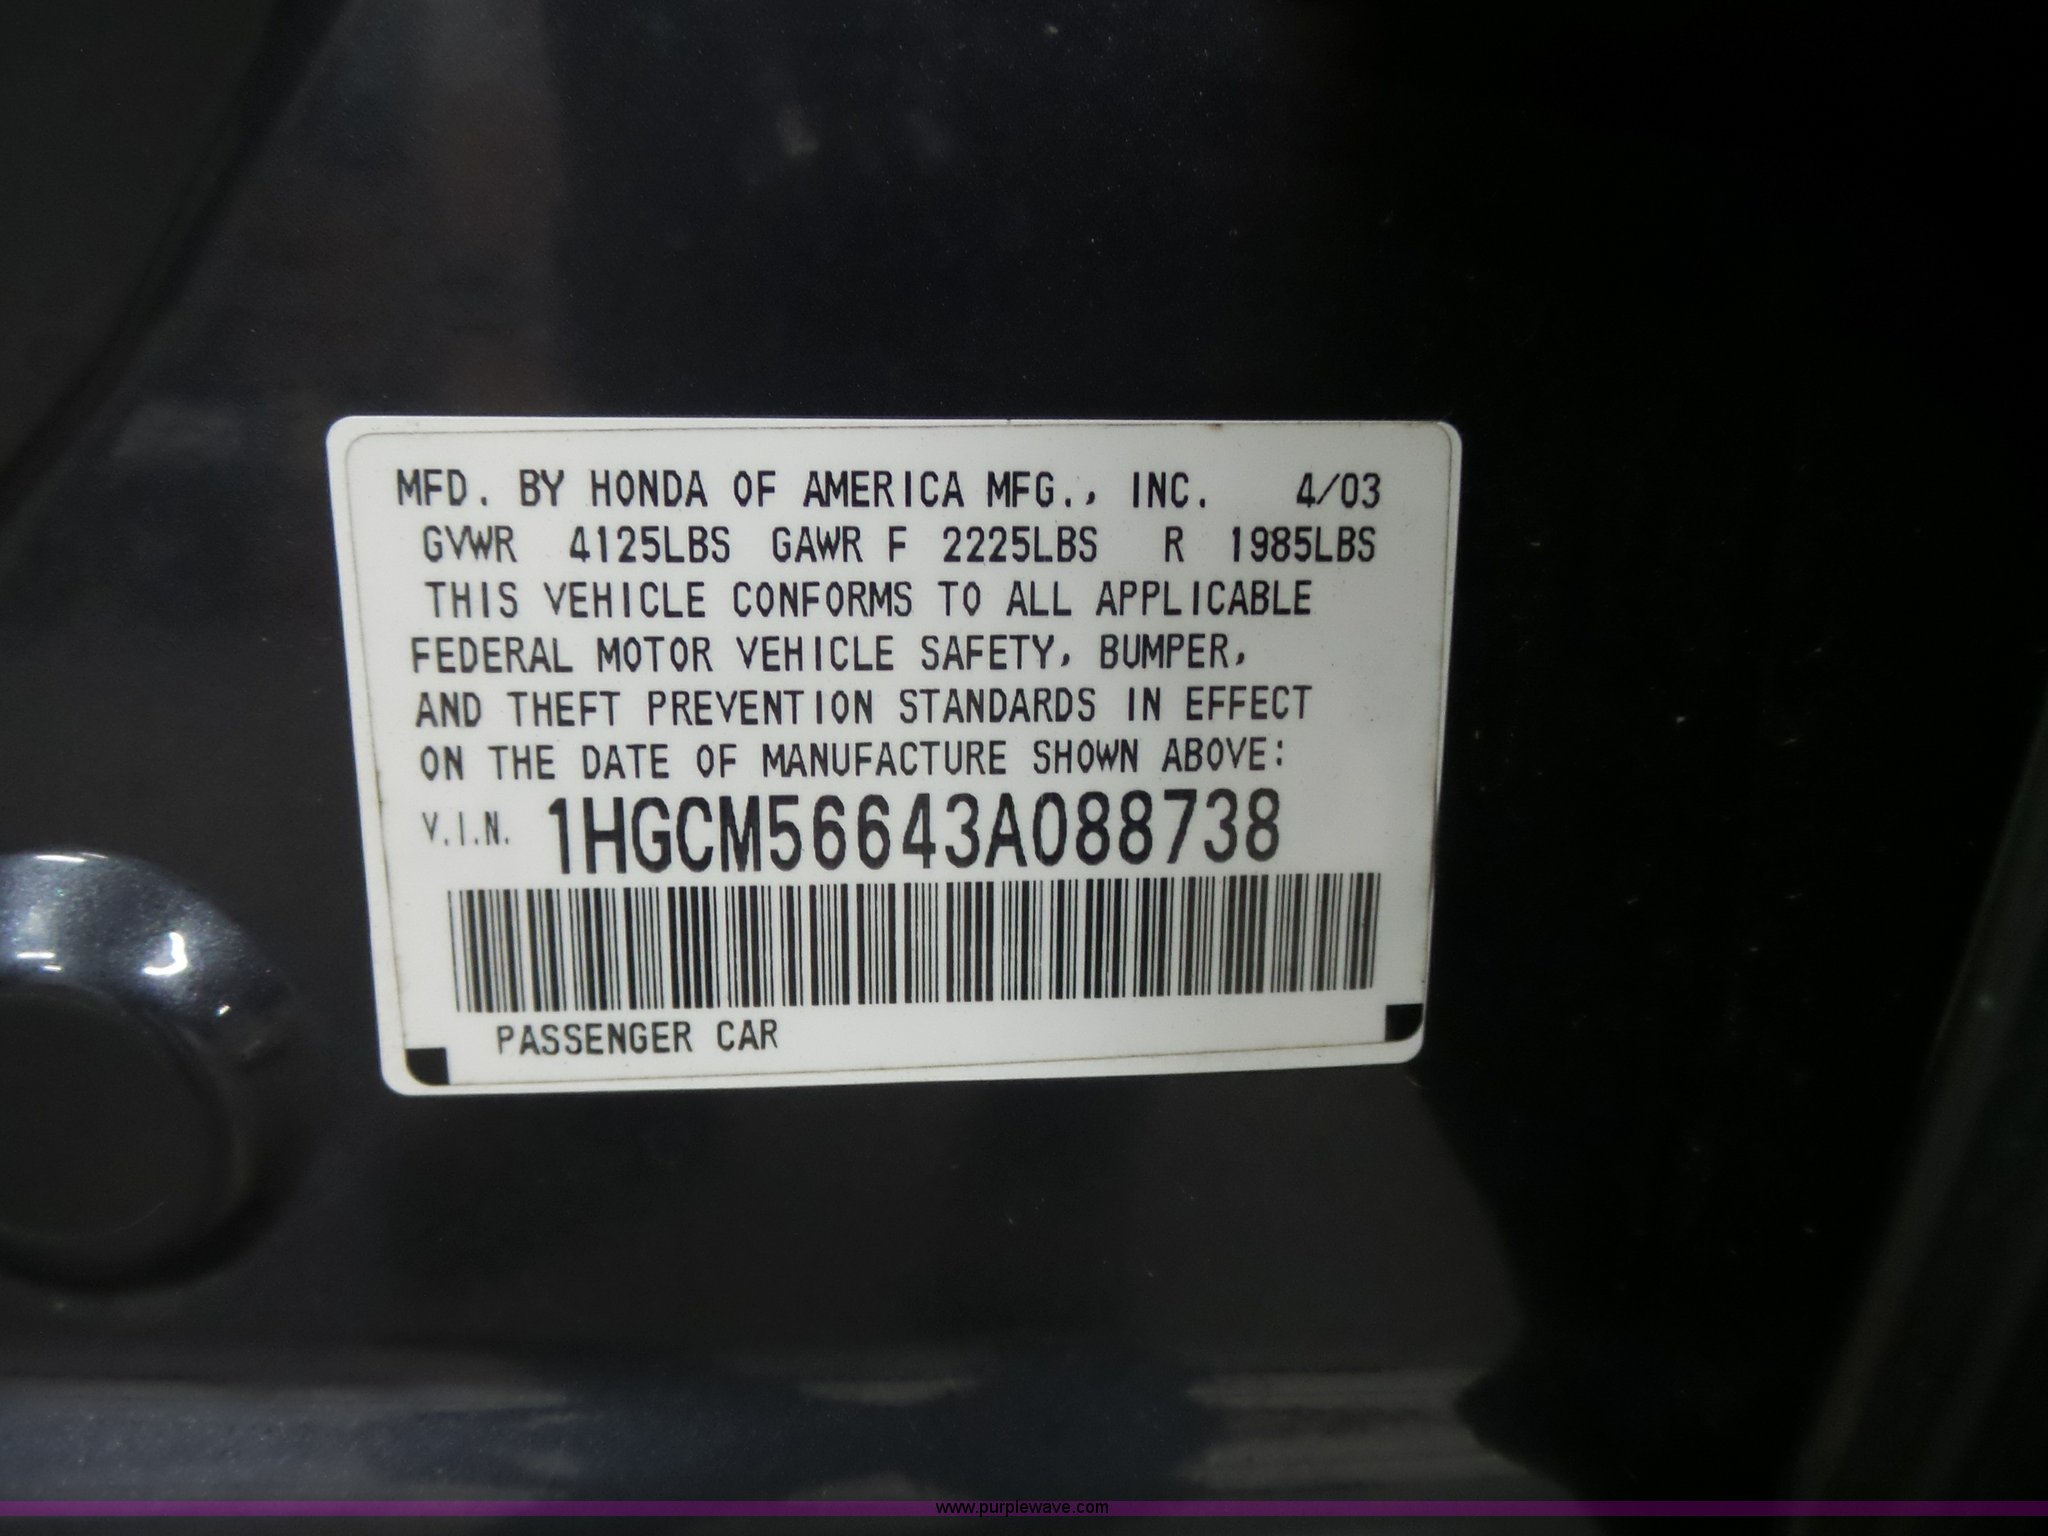 MFD. BY HONDA OF AMERICA MFG., INC. 4/03
GVWR 4125LBS GAWR F 2225LBS R 1985LBS
THIS VEHICLE CONFORMS TO ALL APPLICABLE
FEDERAL MOTOR VEHICLE SAFETY, BUMPER,
AND THEFT PREVENTION STANDARDS IN EFFECT
ON THE DATE OF MANUFACTURE SHOWN ABOVE:
V.I.N. 1HGCM56643A088738
PASSENGER CAR
www.purplewave.com